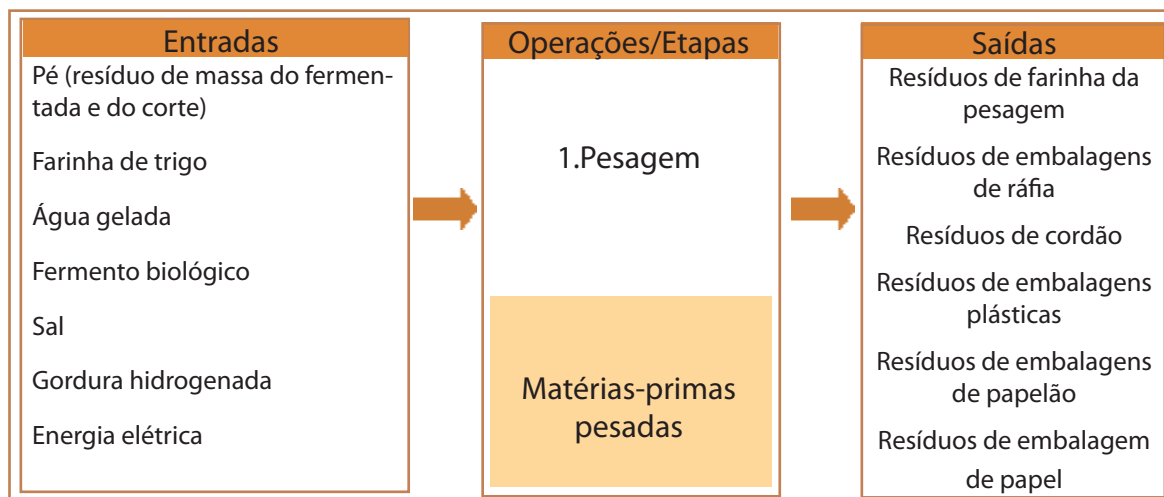 Entradas
Pé (resíduo de massa do fermen-
tada e do corte)
Farinha de trigo
Água gelada
Fermento biológico
Sal
Gordura hidrogenada
Energia elétrica
Operações/Etapas
1.Pesagem
Matérias-primas
pesadas
Saídas
Resíduos de farinha da
pesagem
Resíduos de embalagens
de ráfia
Resíduos de cordão
Resíduos de embalagens
plásticas
Resíduos de embalagens
de papelão
Resíduos de embalagem
de papel